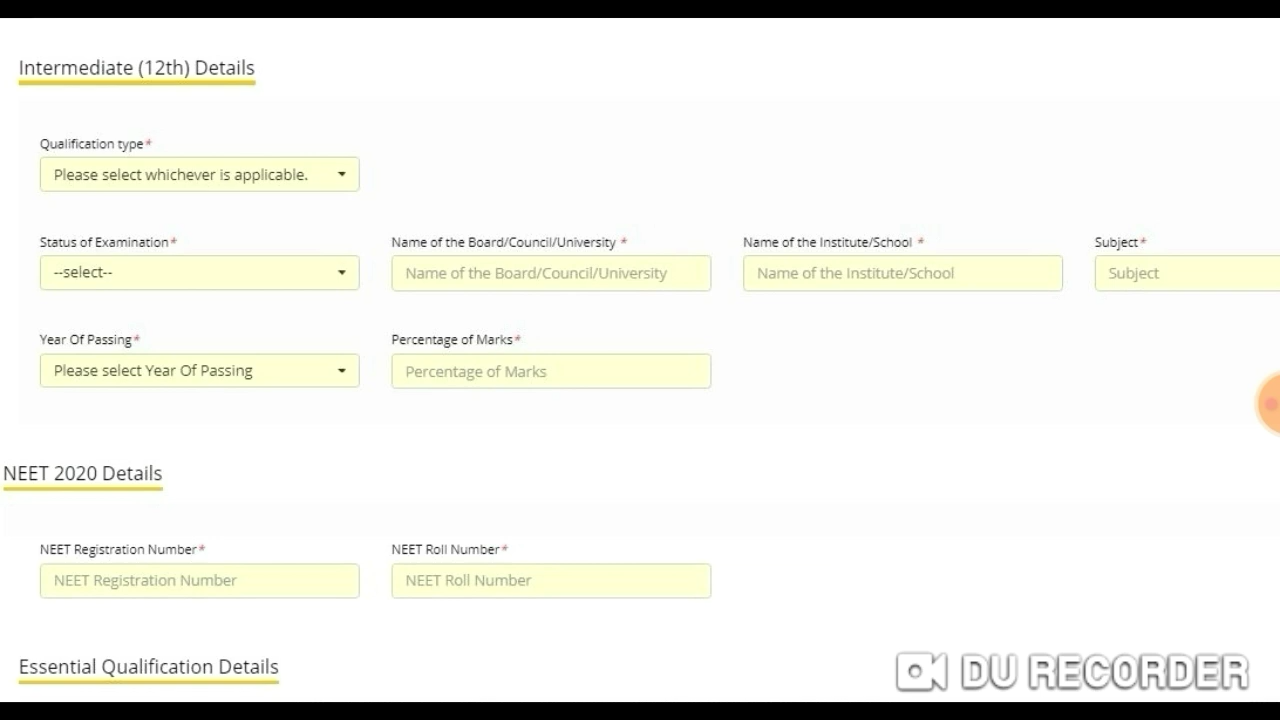 Intermediate (12th) Details
Qualification type*
Please select whichever is applicable.
Status of Examination* Name of the Board/Council/University * Name of the Institute/School * Subject*
--select-- Name of the Board/Council/University Name of the Institute/School Subject
Year Of Passing* Percentage of Marks*
Please select Year Of Passing Percentage of Marks
NEET 2020 Details
NEET Registration Number* NEET Roll Number*
NEET Registration Number NEET Roll Number
Essential Qualification Details
DU RECORDER